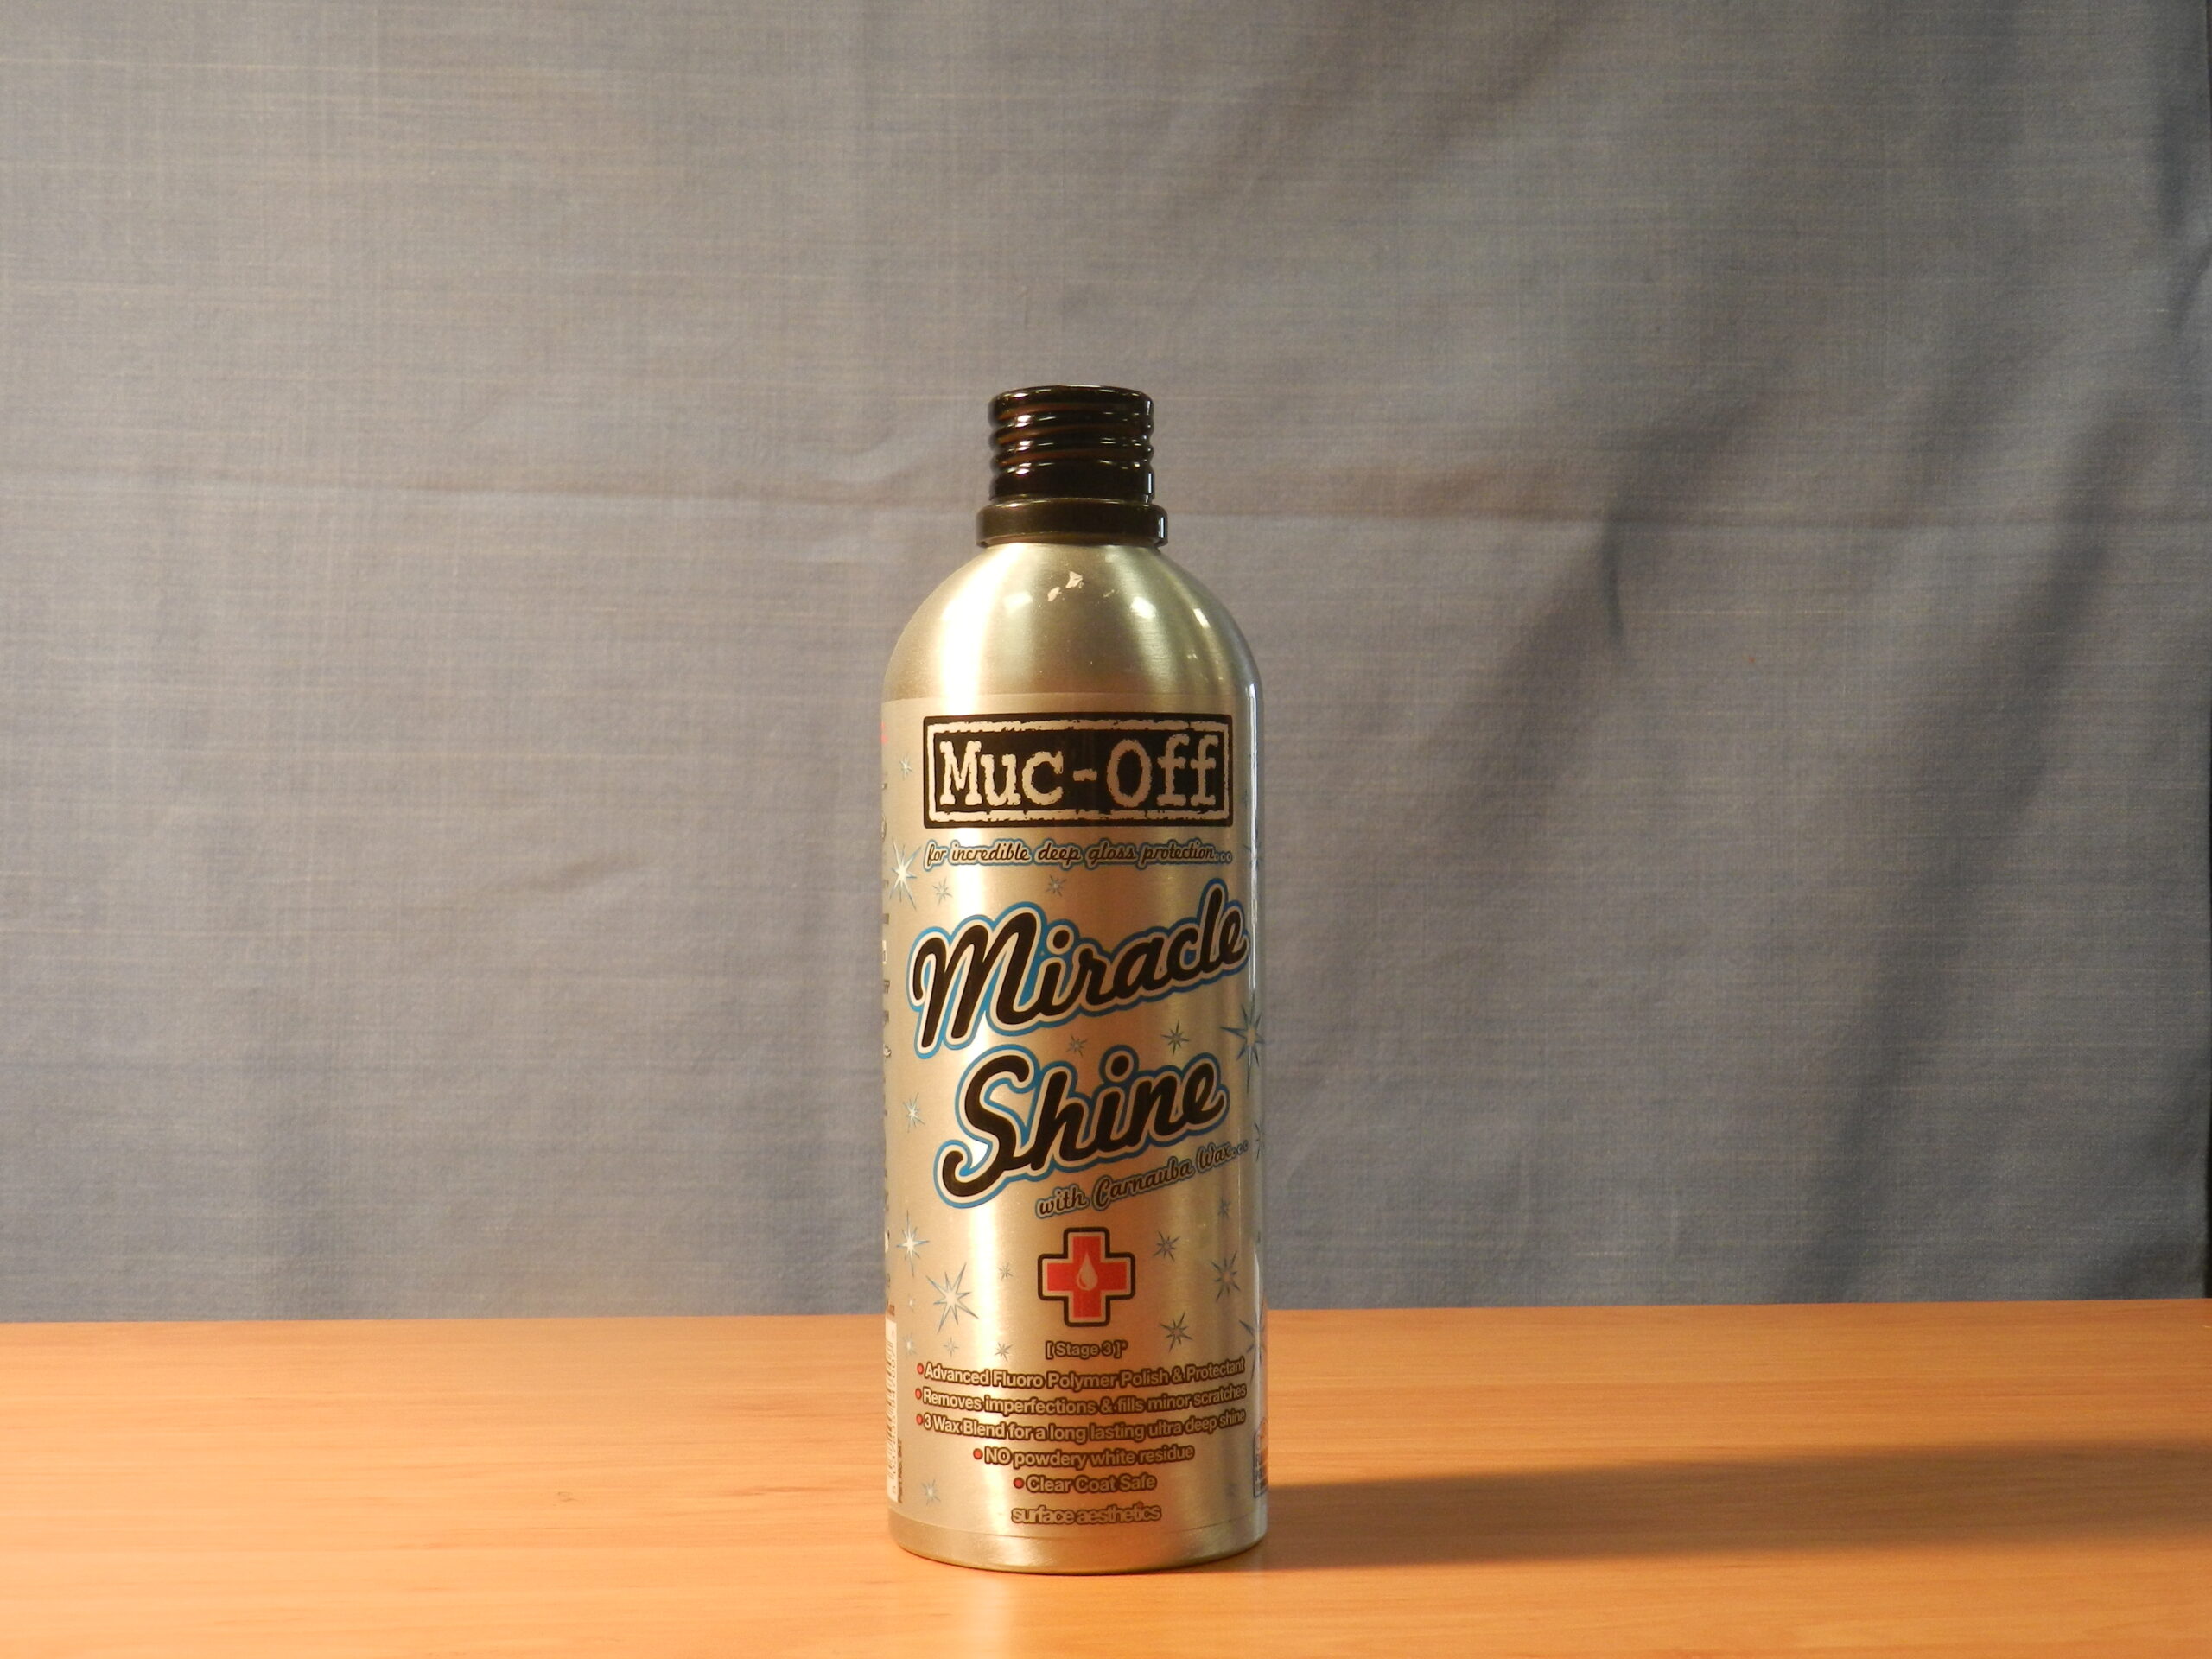 Muc-Off
for incredible deep gloss protection...
Miracle
Shine
with Carnauba Wax...
[ Stage 3 ]*
• Advanced Fluoro Polymer Polish & Protectant
• Removes imperfections & fills minor scratches
• 3 Wax Blend for a long lasting ultra deep shine
• NO powdery white residue
• Clear Coat Safe
surface aesthetics